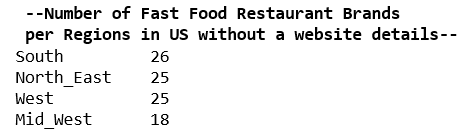 --Number of Fast Food Restaurant Brands
per Regions in US without a website details--
South 26
North_East 25
West 25
Mid_West 18